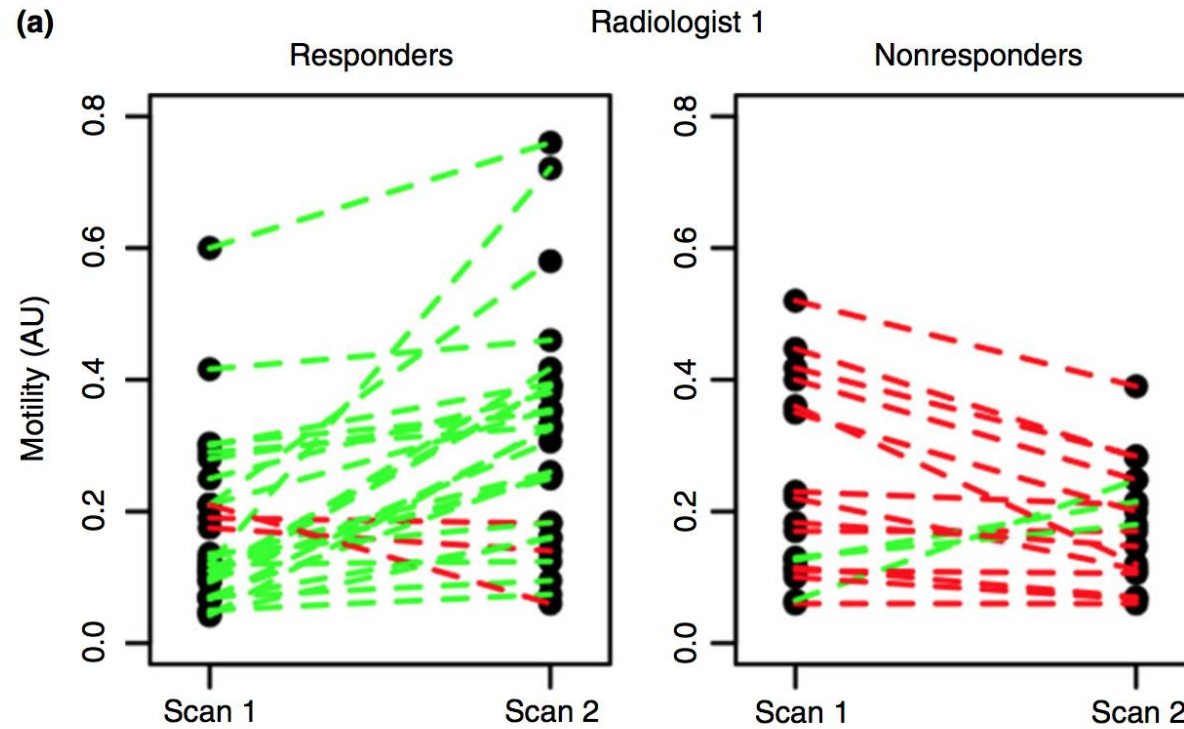 (a)
Radiologist 1
Responders
Nonresponders
Motility (AU)
0.8
0.6
0.4
0.2
0.0
Scan 1
Scan 2
0.8
0.6
0.4
0.2
0.0
Scan 1
Scan 2